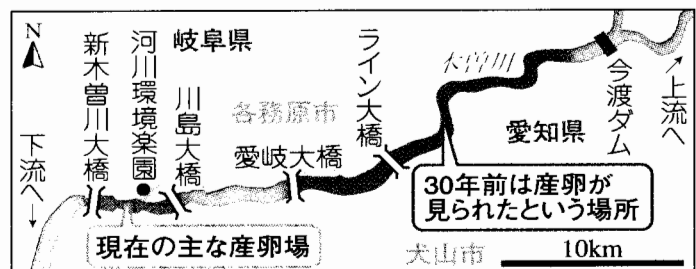 N
新木曽川大橋
河川環境楽園
岐阜県
川島大橋
各務原市
愛岐大橋
ライン大橋
木曽川
今渡ダム
上流へ
下流へ
愛知県
30年前は産卵が
見られたという場所
現在の主な産卵場
犬山市
10km